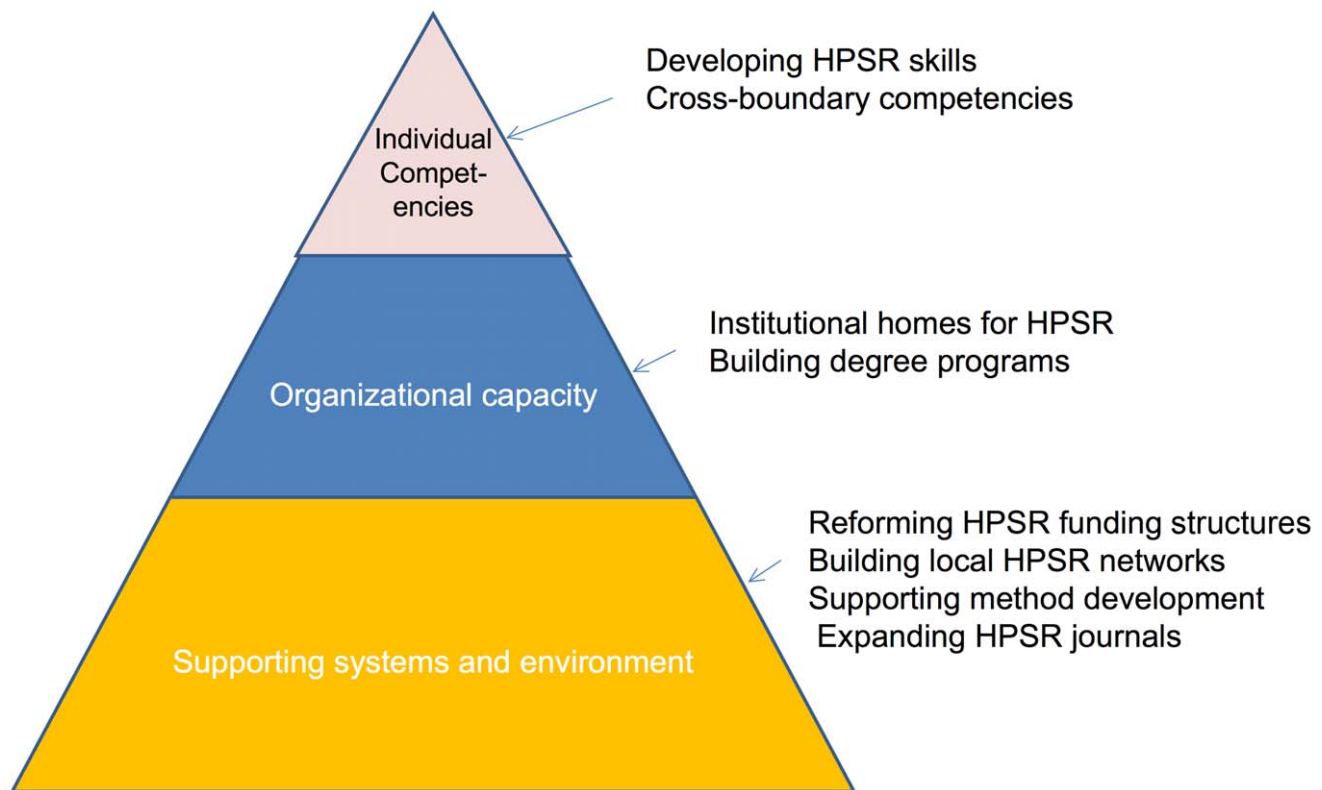 Developing HPSR skills
Cross-boundary competencies
Individual
Compet-
encies
Institutional homes for HPSR
Building degree programs
Organizational capacity
Reforming HPSR funding structures
Building local HPSR networks
Supporting method development
Expanding HPSR journals
Supporting systems and environment